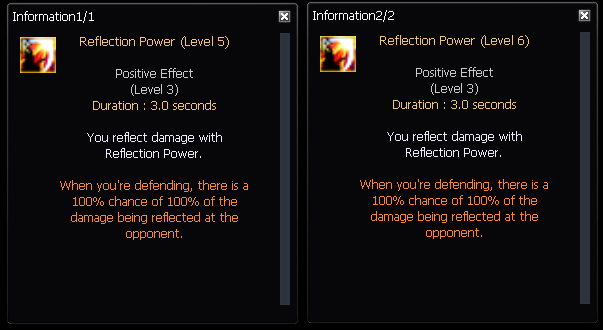 Information1/1
Reflection Power (Level 5)
Positive Effect
(Level 3)
Duration : 3.0 seconds
You reflect damage with
Reflection Power.
When you're defending, there is a
100% chance of 100% of the
damage being reflected at the
opponent.
Information2/2
Reflection Power (Level 6)
Positive Effect
(Level 3)
Duration : 3.0 seconds
You reflect damage with
Reflection Power.
When you're defending, there is a
100% chance of 100% of the
damage being reflected at the
opponent.